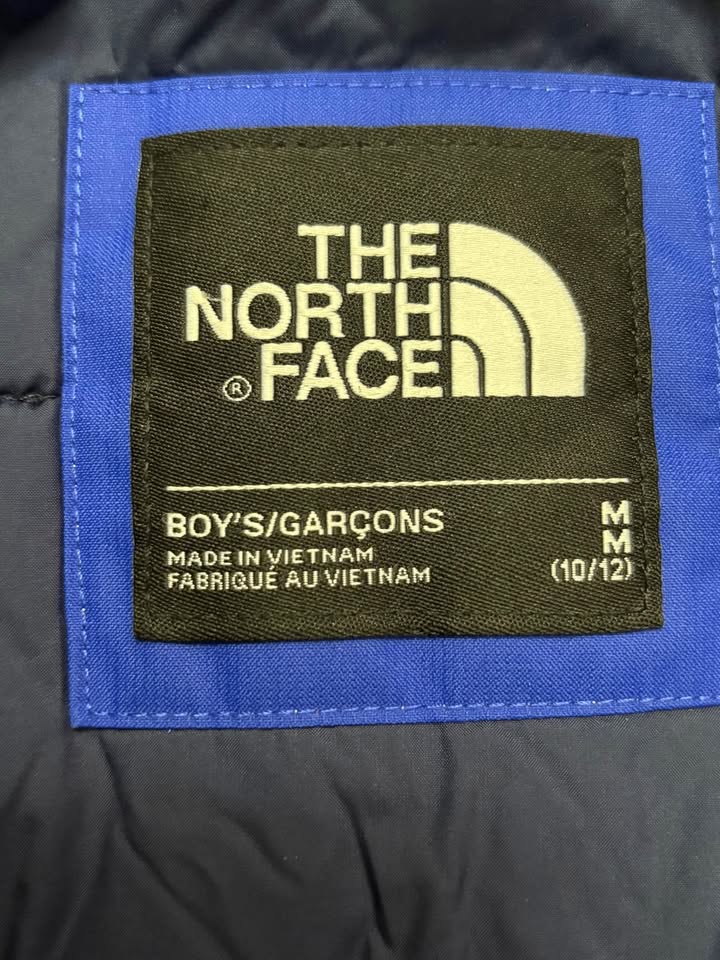 THE
NORTH
® FACE
BOY'S/GARÇONS M
MADE IN VIETNAM M
FABRIQUÉ AU VIETNAM (10/12)